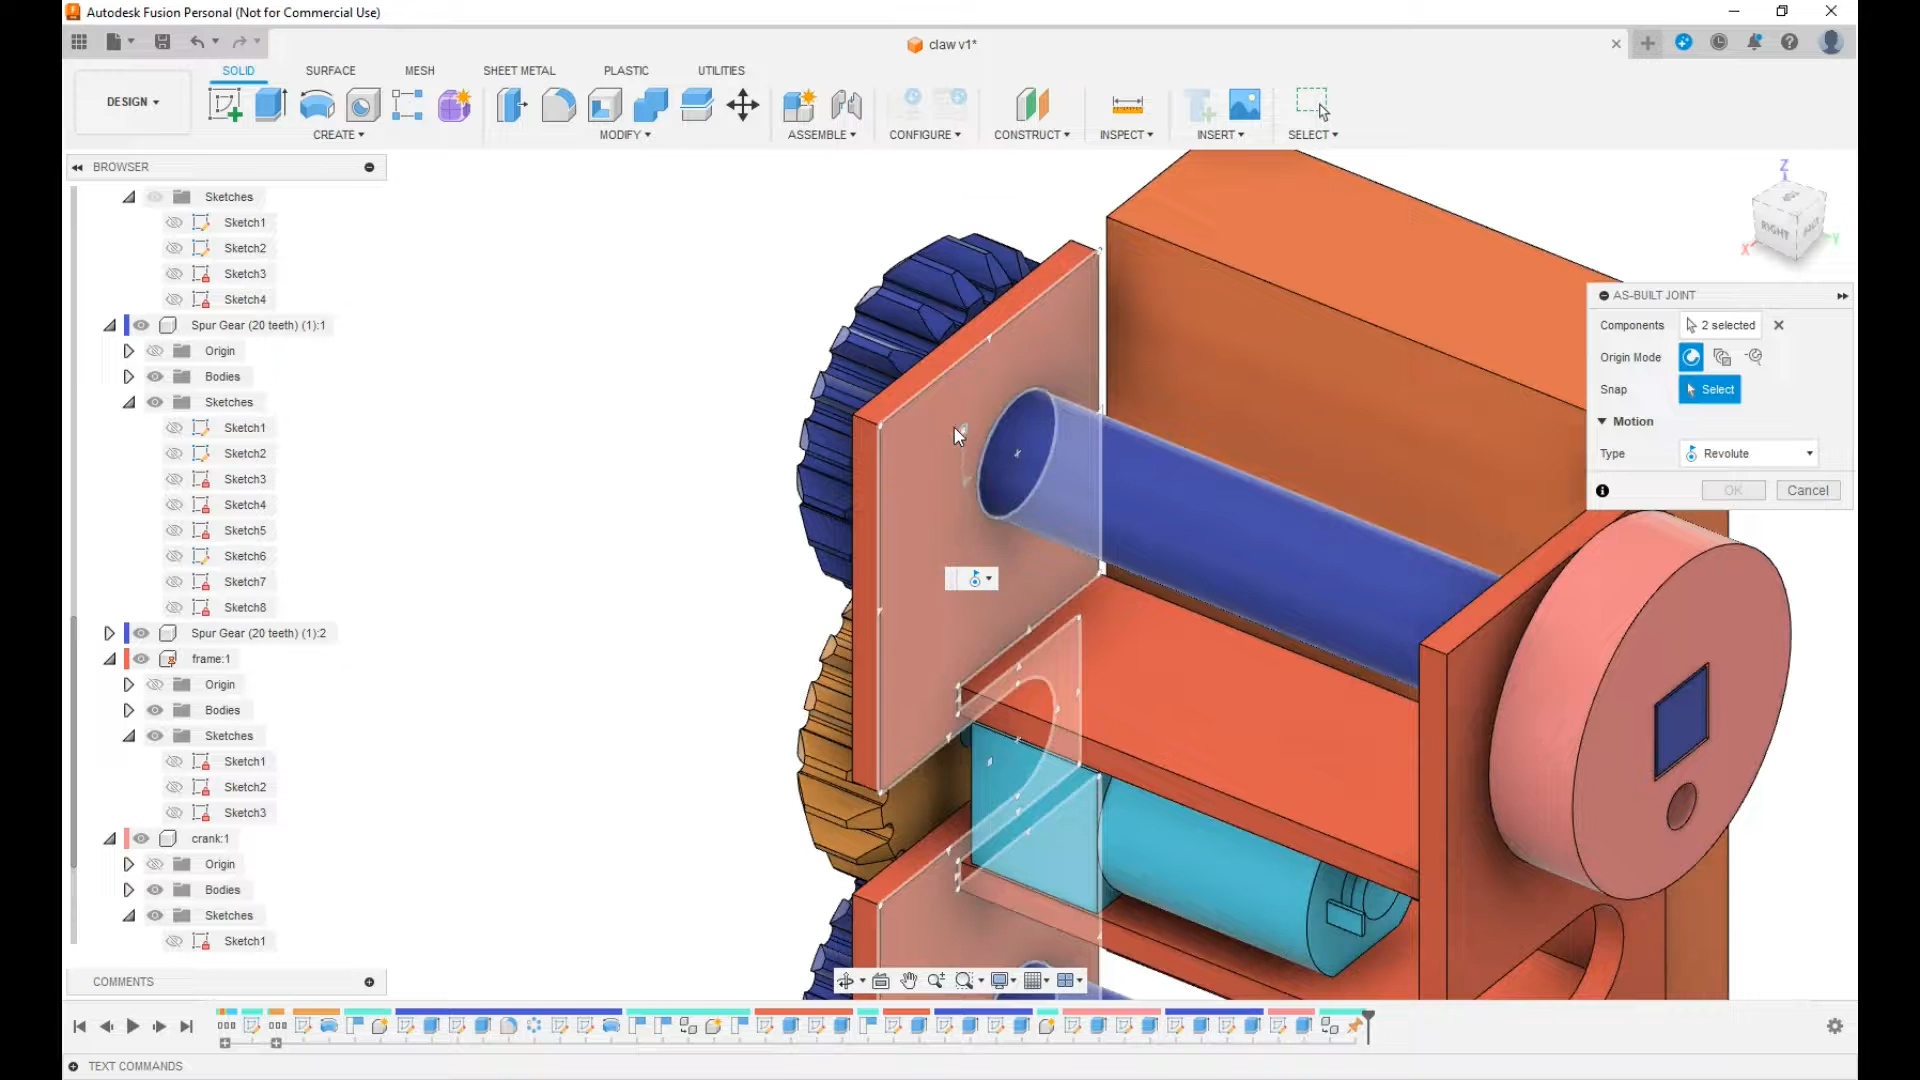 Autodesk Fusion Personal (Not for Commercial Use)
claw v1*
DESIGN
SOLID
SURFACE
MESH
SHEET METAL
PLASTIC
UTILITIES
CREATE
MODIFY
ASSEMBLE
CONFIGURE
CONSTRUCT
INSPECT
INSERT
SELECT
BROWSER
Sketches
Sketch1
Sketch2
Sketch3
Sketch4
Spur Gear (20 teeth) (1):1
Origin
Bodies
Sketches
Sketch1
Sketch2
Sketch3
Sketch4
Sketch5
Sketch6
Sketch7
Sketch8
Spur Gear (20 teeth) (1):2
frame:1
Origin
Bodies
Sketches
Sketch1
Sketch2
Sketch3
crank:1
Origin
Bodies
Sketches
Sketch1
Z
RIGHT
X
Y
AS-BUILT JOINT
Components
2 selected
Origin Mode
Snap
Select
Motion
Type
Revolute
OK
Cancel
COMMENTS
TEXT COMMANDS